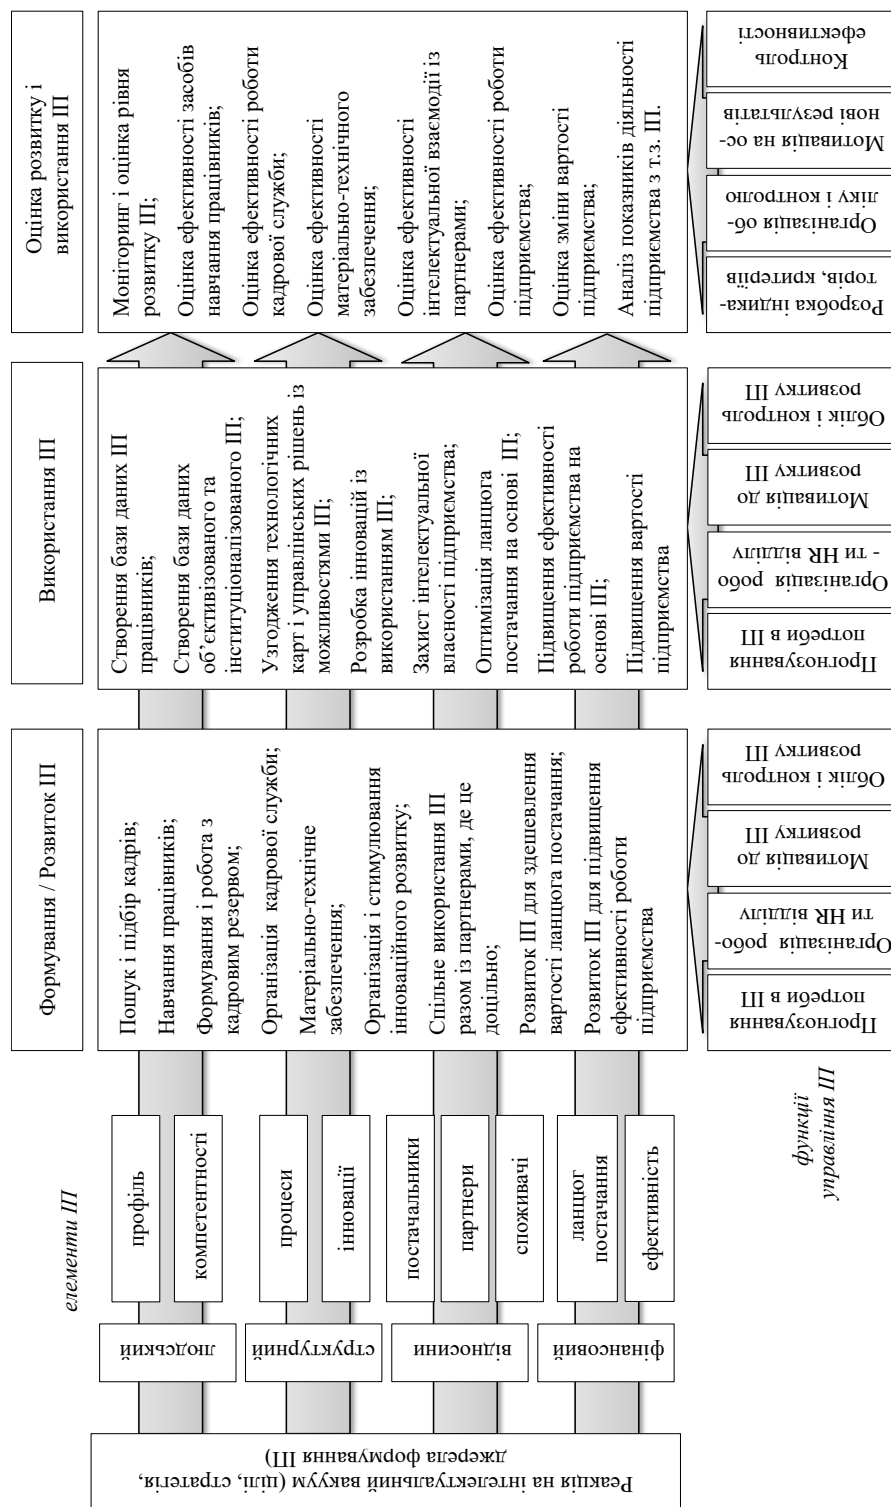 елементи ІП
Формування / Розвиток ІП
Використання ІП
Оцінка розвитку і
використання ІП
Реакція на інтелектуальний вакуум (цілі, стратегія,
джерела формування ІП)
людський
профіль
компетентності
структурний
процеси
інновації
відносини
постачальники
партнери
споживачі
фінансовий
ланцюг
постачання
ефективність
Пошук і підбір кадрів;
Навчання працівників;
Формування і робота з
кадровим резервом;
Організація кадрової служби;
Матеріально-технічне
забезпечення;
Організація і стимулювання
інноваційного розвитку;
Спільне використання ІП
разом із партнерами, де це
доцільно;
Розвиток ІП для здешевлення
вартості ланцюга постачання;
Розвиток ІП для підвищення
ефективності роботи
підприємства
Створення бази даних ІП
працівників;
Створення бази даних
об’єктивізованого та
інституціоналізованого ІП;
Узгодження технологічних
карт і управлінських рішень із
можливостями ІП;
Розробка інновацій із
використанням ІП;
Захист інтелектуальної
власності підприємства;
Оптимізація ланцюга
постачання на основі ІП;
Підвищення ефективності
роботи підприємства на
основі ІП;
Підвищення вартості
підприємства
Моніторинг і оцінка рівня
розвитку ІП;
Оцінка ефективності засобів
навчання працівників;
Оцінка ефективності роботи
кадрової служби;
Оцінка ефективності
матеріально-технічного
забезпечення;
Оцінка ефективності
інтелектуальної взаємодії із
партнерами;
Оцінка ефективності роботи
підприємства;
Оцінка зміни вартості
підприємства;
Аналіз показників діяльності
підприємства з т.з. ІП.
функції
управління ІП
Прогнозування
потреби в ІП
Організація робо-
ти HR відділу
Мотивація до
розвитку ІП
Облік і контроль
розвитку ІП
Прогнозування
потреби в ІП
Організація робо
- ти HR відділу
Мотивація до
розвитку ІП
Облік і контроль
розвитку ІП
Розробка індика-
торів, критеріїв
Організація об-
ліку і контролю
Мотивація на ос-
нові результатів
Контроль
ефективності